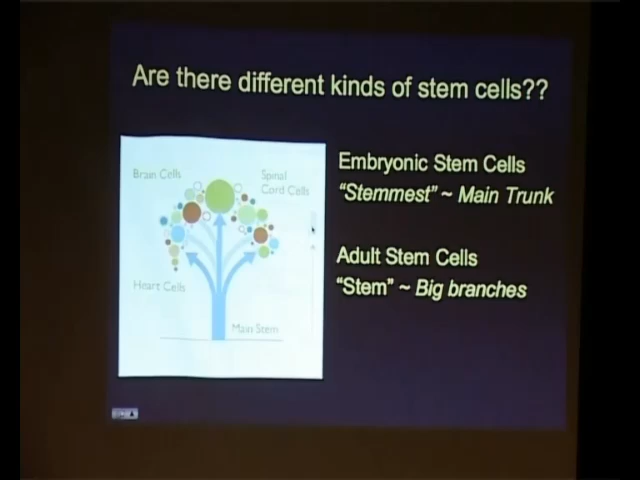 Are there different kinds of stem cells??
Brain Cells
Spinal
Cord Cells
Heart Cells
Main Stem
Embryonic Stem Cells
“Stemmest” ~ Main Trunk
Adult Stem Cells
“Stem” ~ Big branches